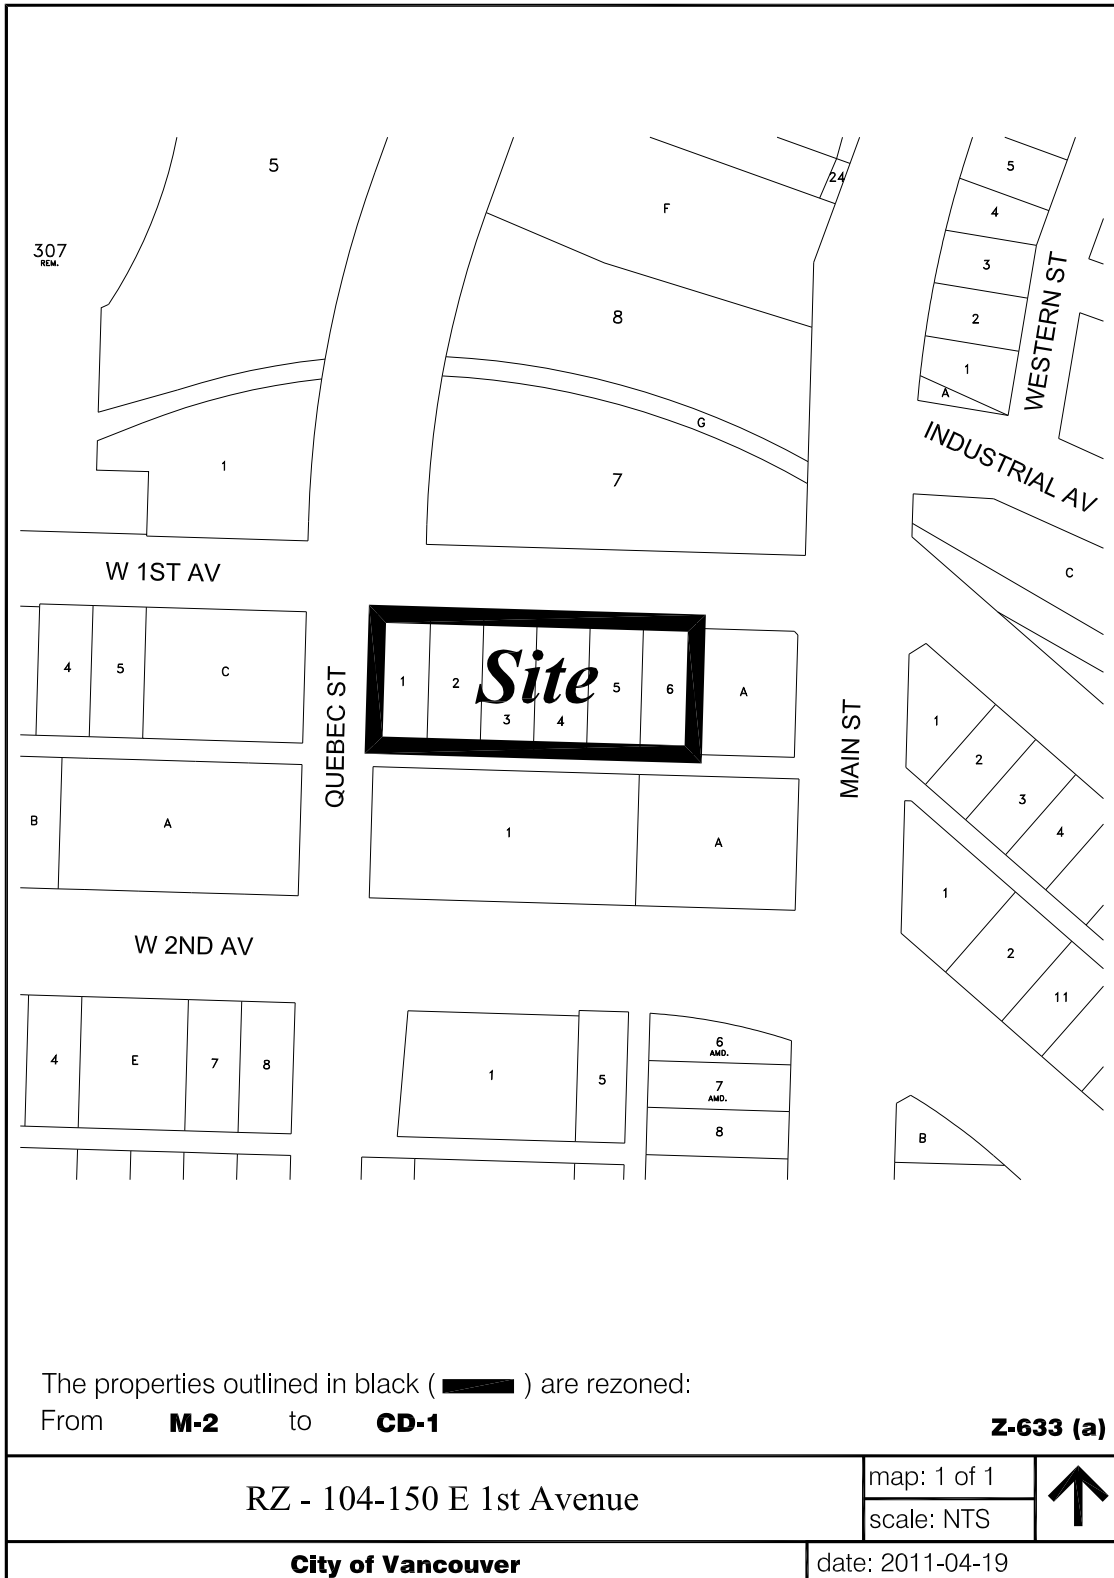 5
24
5
F
4
307
REM.
3
8
2
1
A
WESTERN ST
G
INDUSTRIAL AV
1
7
W 1ST AV
C
4
5
C
QUEBEC ST
1
2
3
4
5
6
Site
A
MAIN ST
1
2
3
4
B
A
1
A
1
2
11
W 2ND AV
4
E
7
8
1
5
6
AMD.
7
AMD.
8
B
The properties outlined in black ( ) are rezoned:
From M-2 to CD-1
Z-633 (a)
RZ - 104-150 E 1st Avenue
map: 1 of 1
scale: NTS
City of Vancouver
date: 2011-04-19